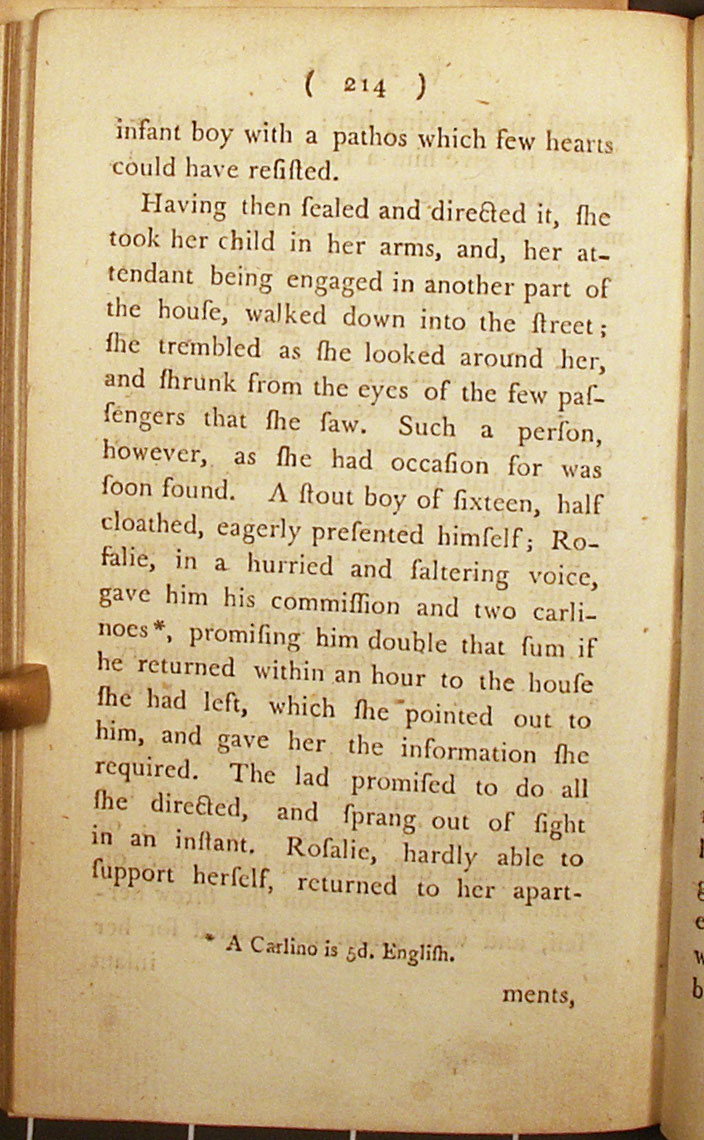 ( 214 )
infant boy with a pathos which few hearts
could have reſiſted.
Having then ſealed and directed it, ſhe
took her child in her arms, and, her at-
tendant being engaged in another part of
the houſe, walked down into the ſtreet;
ſhe trembled as ſhe looked around her,
and ſhrunk from the eyes of the few paſ-
ſengers that ſhe ſaw. Such a perſon,
however, as ſhe had occaſion for was
ſoon found. A ſtout boy of ſixteen, half
cloathed, eagerly preſented himſelf; Ro-
ſalie, in a hurried and faltering voice,
gave him his commiſſion and two carli-
noes*, promiſing him double that ſum if
he returned within an hour to the houſe
ſhe had left, which ſhe pointed out to
him, and gave her the information ſhe
required. The lad promiſed to do all
ſhe directed, and ſprang out of ſight
in an inſtant. Roſalie, hardly able to
ſupport herſelf, returned to her apart-
* A Carlino is 5d. Engliſh.
ments,